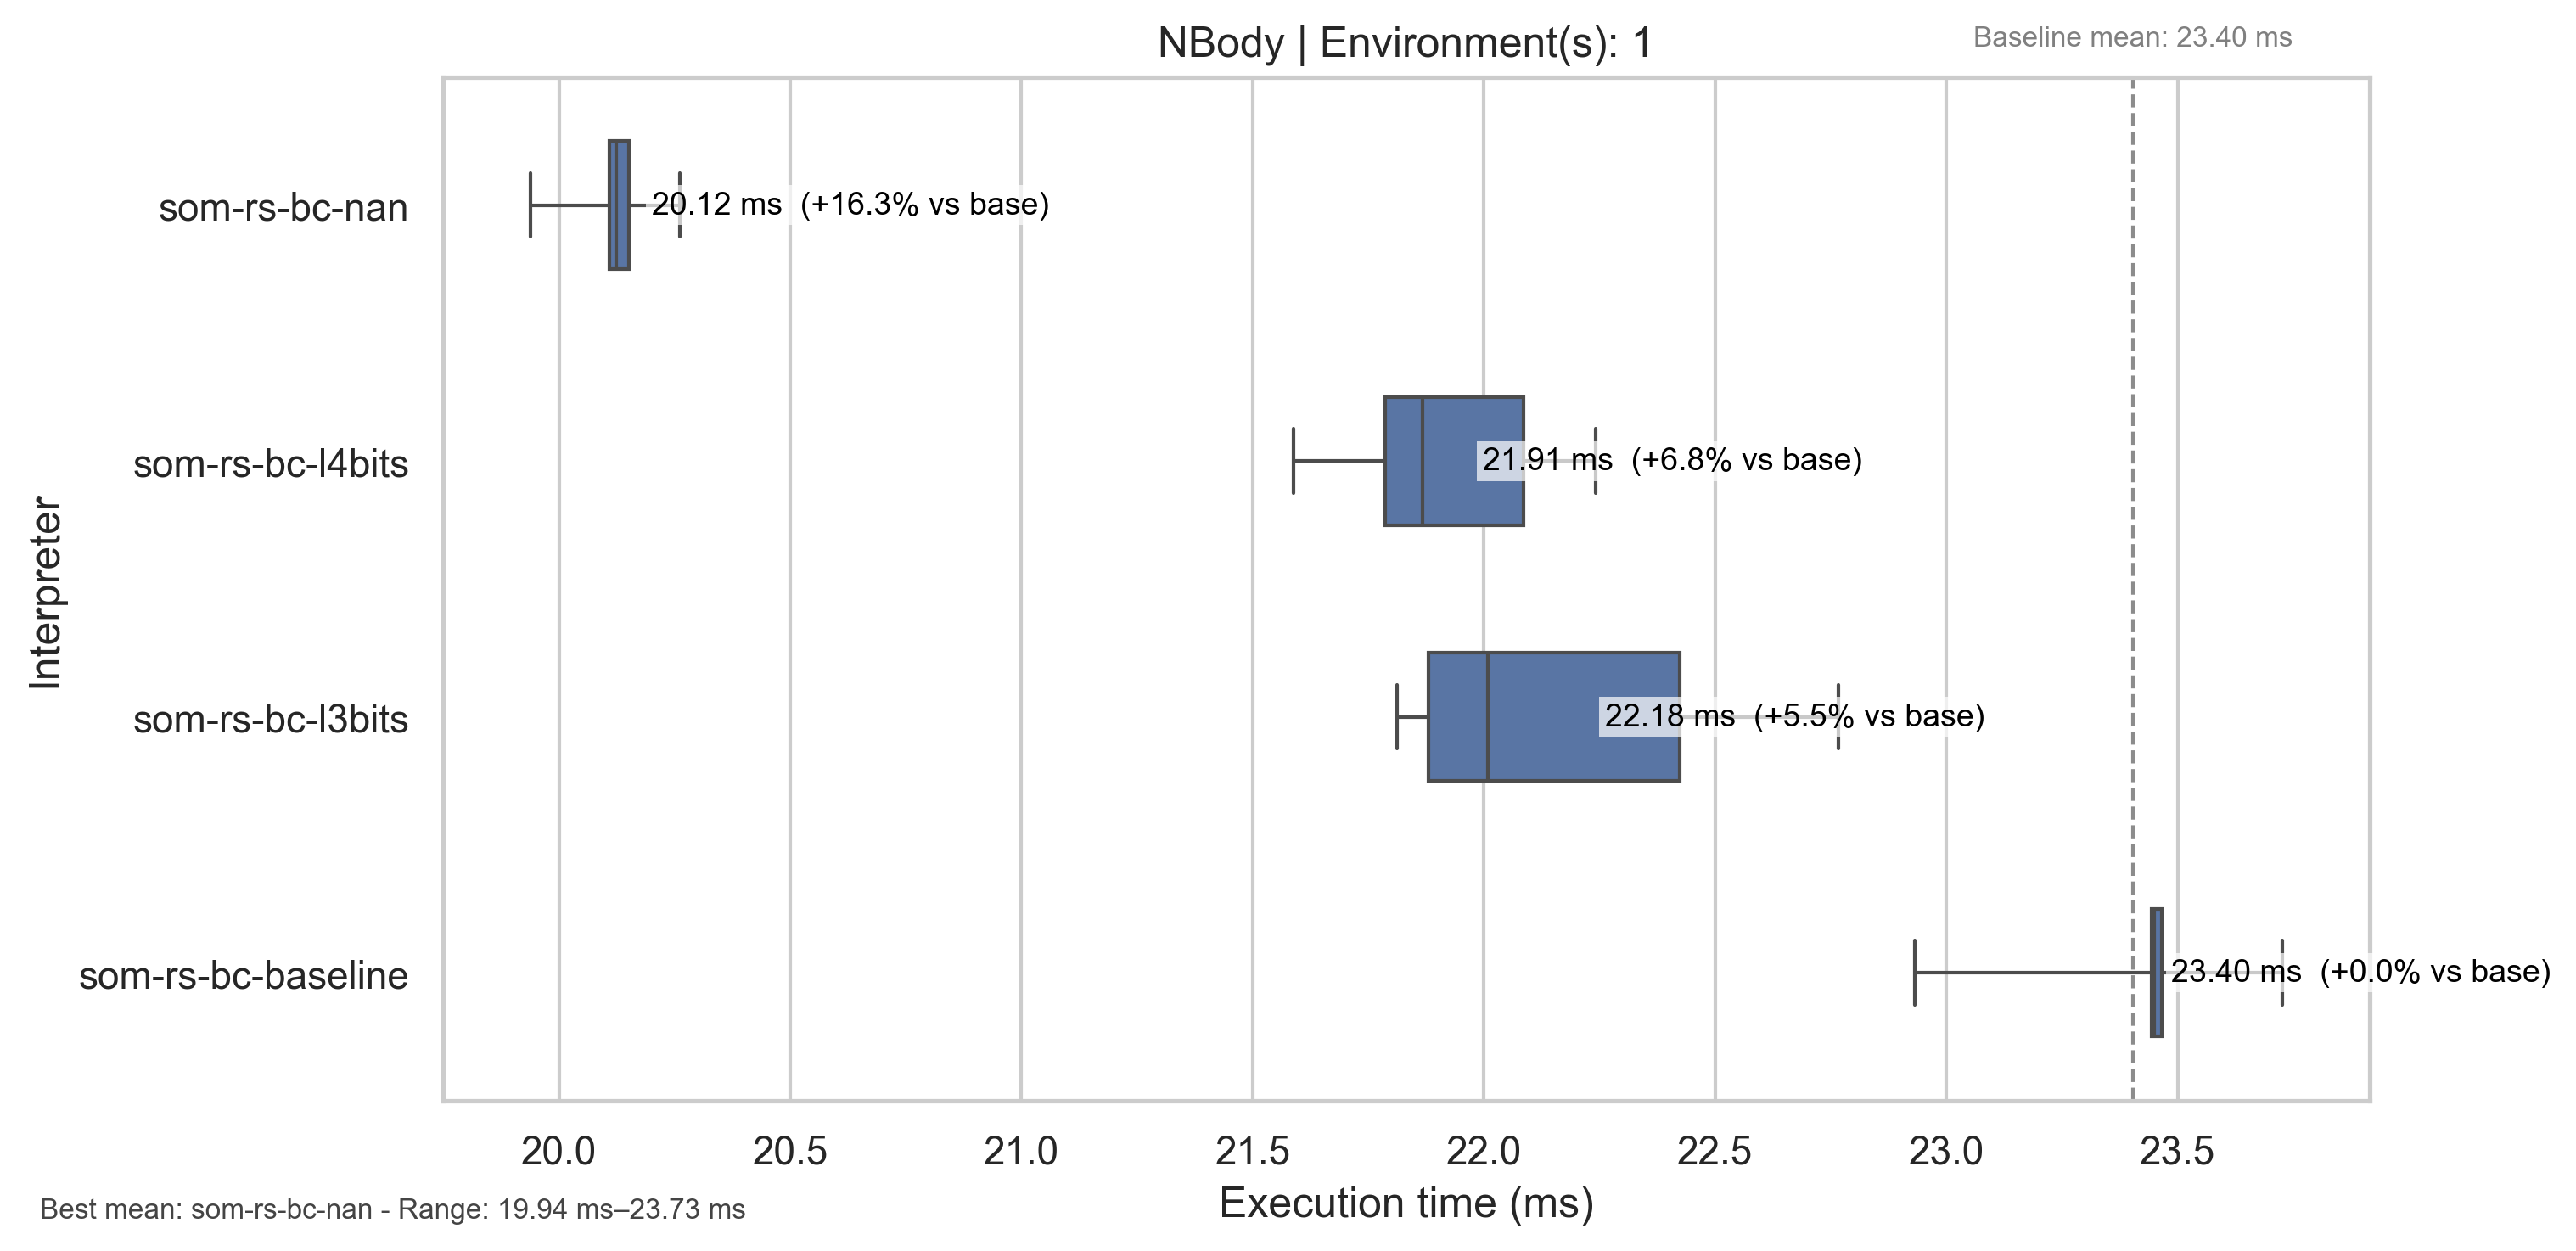 NBody | Environment(s): 1
Baseline mean: 23.40 ms
Interpreter
som-rs-bc-nan
20.12 ms  (+16.3% vs base)
som-rs-bc-l4bits
21.91 ms  (+6.8% vs base)
som-rs-bc-l3bits
22.18 ms  (+5.5% vs base)
som-rs-bc-baseline
23.40 ms  (+0.0% vs base)
20.0 20.5 21.0 21.5 22.0 22.5 23.0 23.5
Execution time (ms)
Best mean: som-rs-bc-nan - Range: 19.94 ms–23.73 ms